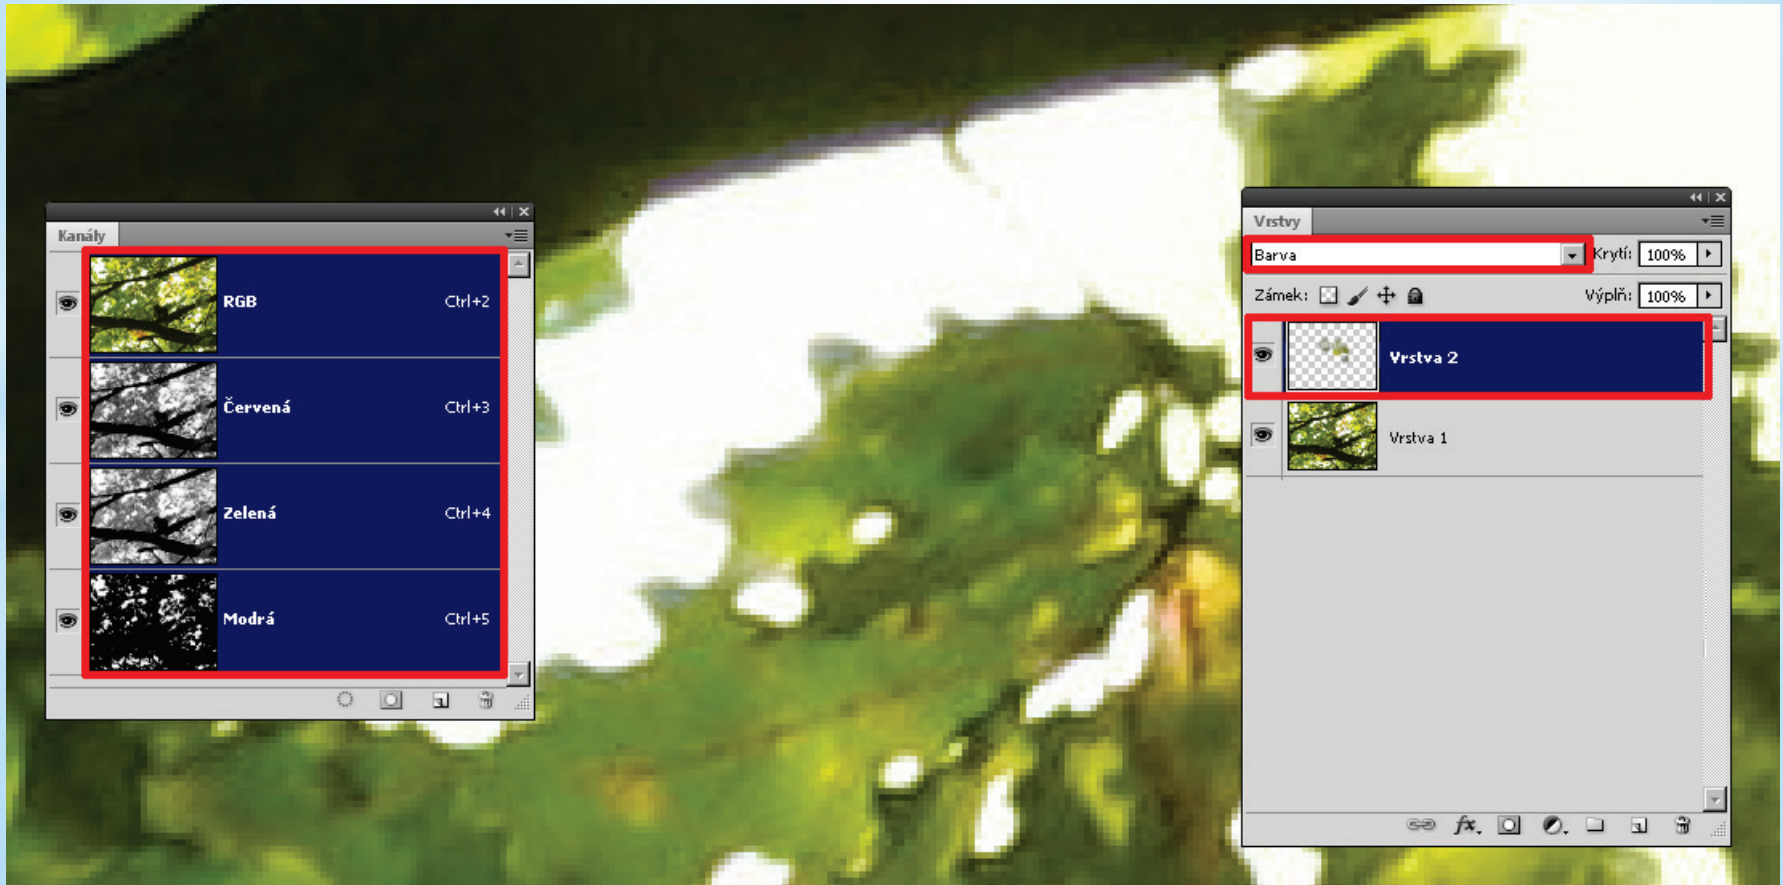 Kanály
RGB Ctrl+2
Červená Ctrl+3
Zelená Ctrl+4
Modrá Ctrl+5
Vrstvy
Barva Krytí: 100%
Zámek: Výplň: 100%
Vrstva 2
Vrstva 1
fx.